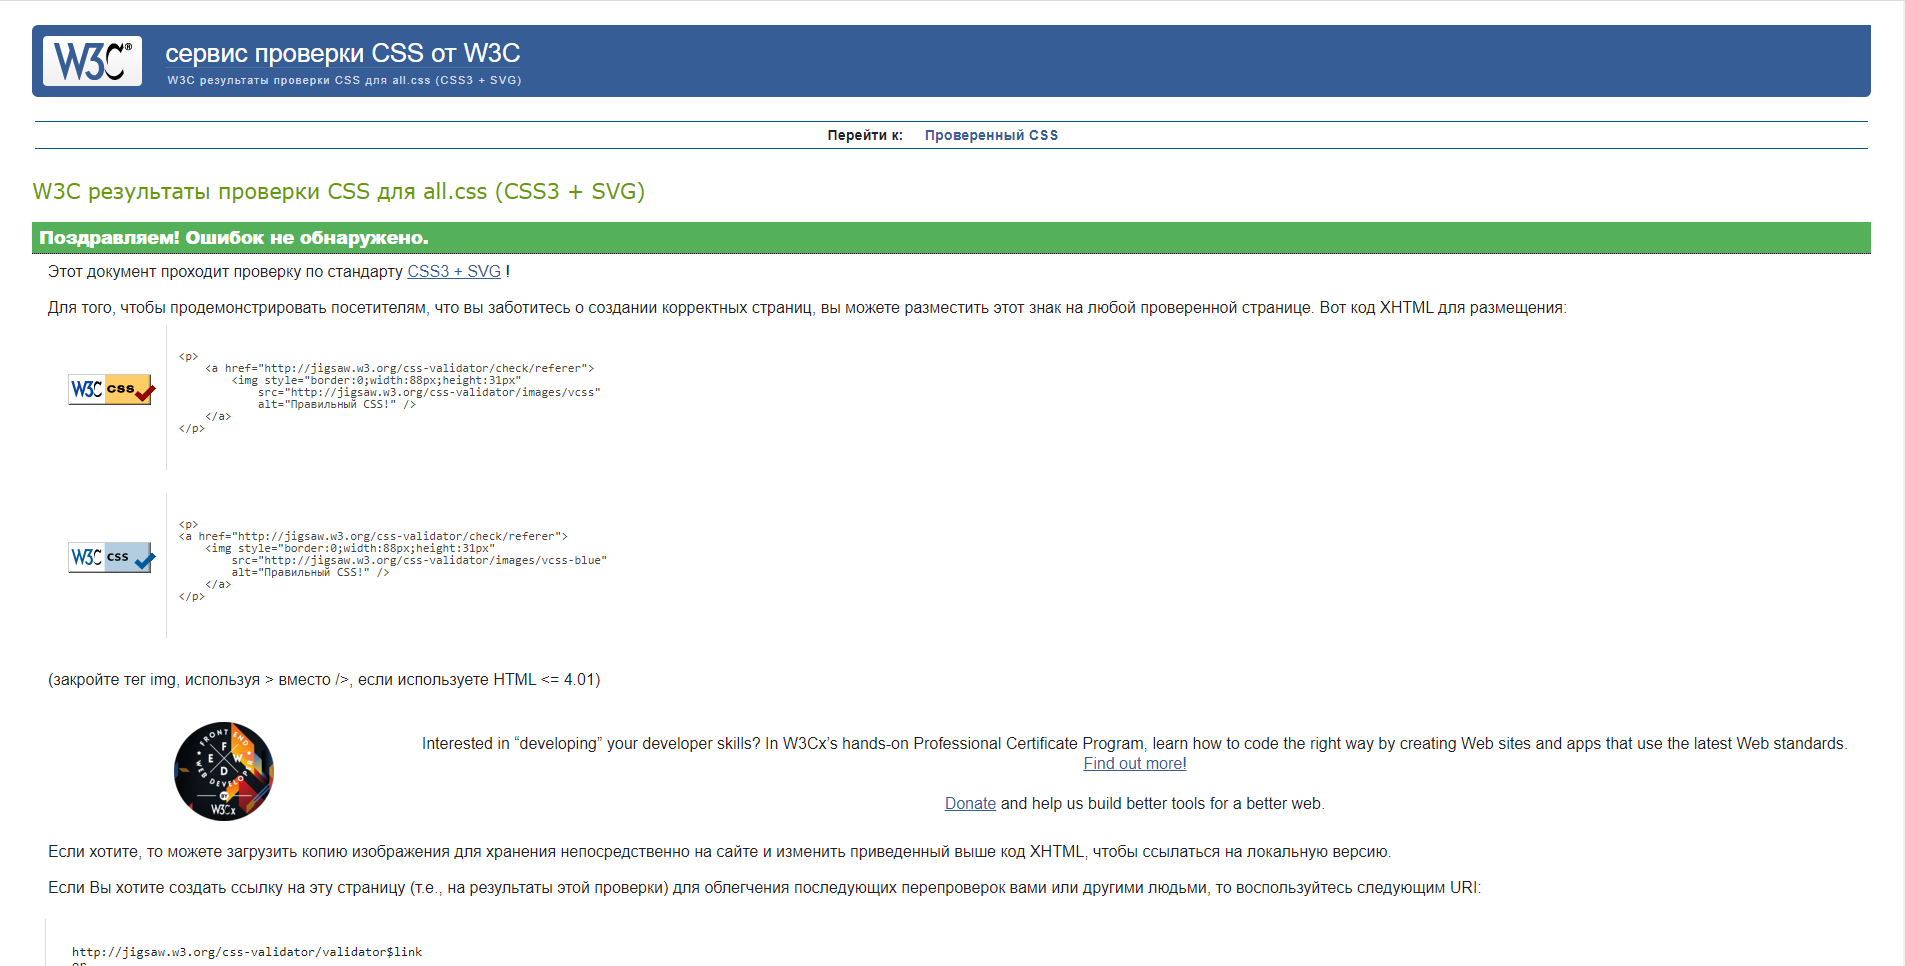 W3C®
сервис проверки CSS от W3C
W3C результаты проверки CSS для all.css (CSS3 + SVG)
Перейти к: Проверенный CSS
W3C результаты проверки CSS для all.css (CSS3 + SVG)
Поздравляем! Ошибок не обнаружено.
Этот документ проходит проверку по стандарту CSS3 + SVG !
Для того, чтобы продемонстрировать посетителям, что вы заботитесь о создании корректных страниц, вы можете разместить этот знак на любой проверенной странице. Вот код XHTML для размещения:
W3C css
<p>
<a href="http://jigsaw.w3.org/css-validator/check/referer">
<img style="border:0;width:88px;height:31px"
src="http://jigsaw.w3.org/css-validator/images/vcss"
alt="Правильный CSS!" />
</a>
</p>
W3C css
<p>
<a href="http://jigsaw.w3.org/css-validator/check/referer">
<img style="border:0;width:88px;height:31px"
src="http://jigsaw.w3.org/css-validator/images/vcss-blue"
alt="Правильный CSS!" />
</a>
</p>
(закройте тег img, используя > вместо />, если используете HTML <= 4.01)
FRONT END
F
E W
D
WEB DEVELOPER
W3Cx
Interested in “developing” your developer skills? In W3Cx’s hands-on Professional Certificate Program, learn how to code the right way by creating Web sites and apps that use the latest Web standards.
Find out more!
Donate and help us build better tools for a better web.
Если хотите, то можете загрузить копию изображения для хранения непосредственно на сайте и изменить приведенный выше код XHTML, чтобы ссылаться на локальную версию.
Если Вы хотите создать ссылку на эту страницу (т.е., на результаты этой проверки) для облегчения последующих перепроверок вами или другими людьми, то воспользуйтесь следующим URI:
http://jigsaw.w3.org/css-validator/validator$link